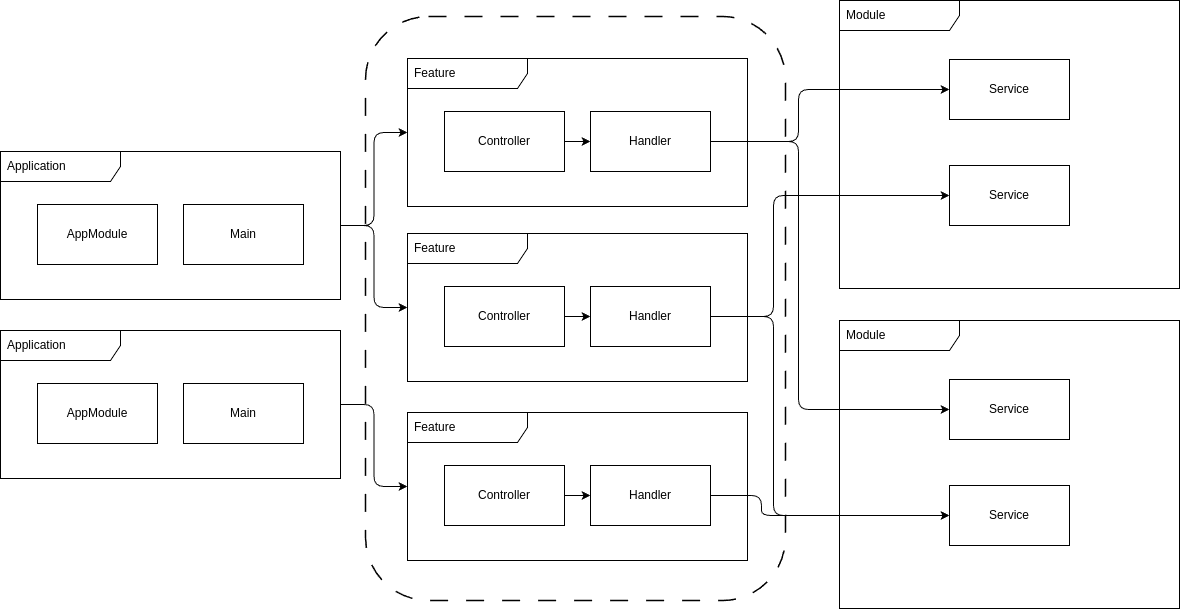 Application
AppModule
Main
Application
AppModule
Main
Feature
Controller
Handler
Feature
Controller
Handler
Feature
Controller
Handler
Module
Service
Service
Module
Service
Service